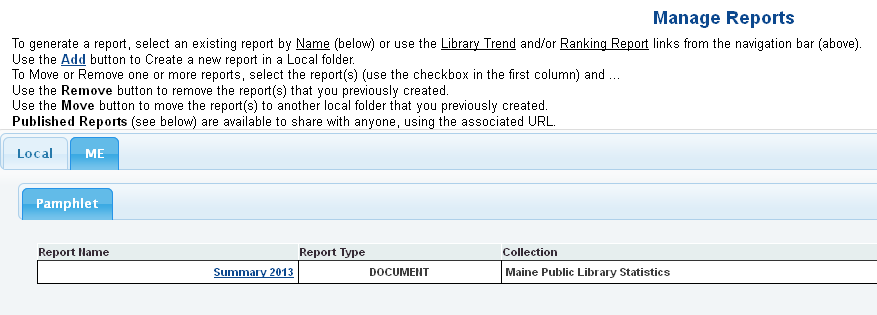 Manage Reports
To generate a report, select an existing report by Name (below) or use the Library Trend and/or Ranking Report links from the navigation bar (above).
Use the Add button to Create a new report in a Local folder.
To Move or Remove one or more reports, select the report(s) (use the checkbox in the first column) and ...
Use the Remove button to remove the report(s) that you previously created.
Use the Move button to move the report(s) to another local folder that you previously created.
Published Reports (see below) are available to share with anyone, using the associated URL.
Local ME
Pamphlet
Report Name Report Type Collection
Summary 2013 DOCUMENT Maine Public Library Statistics